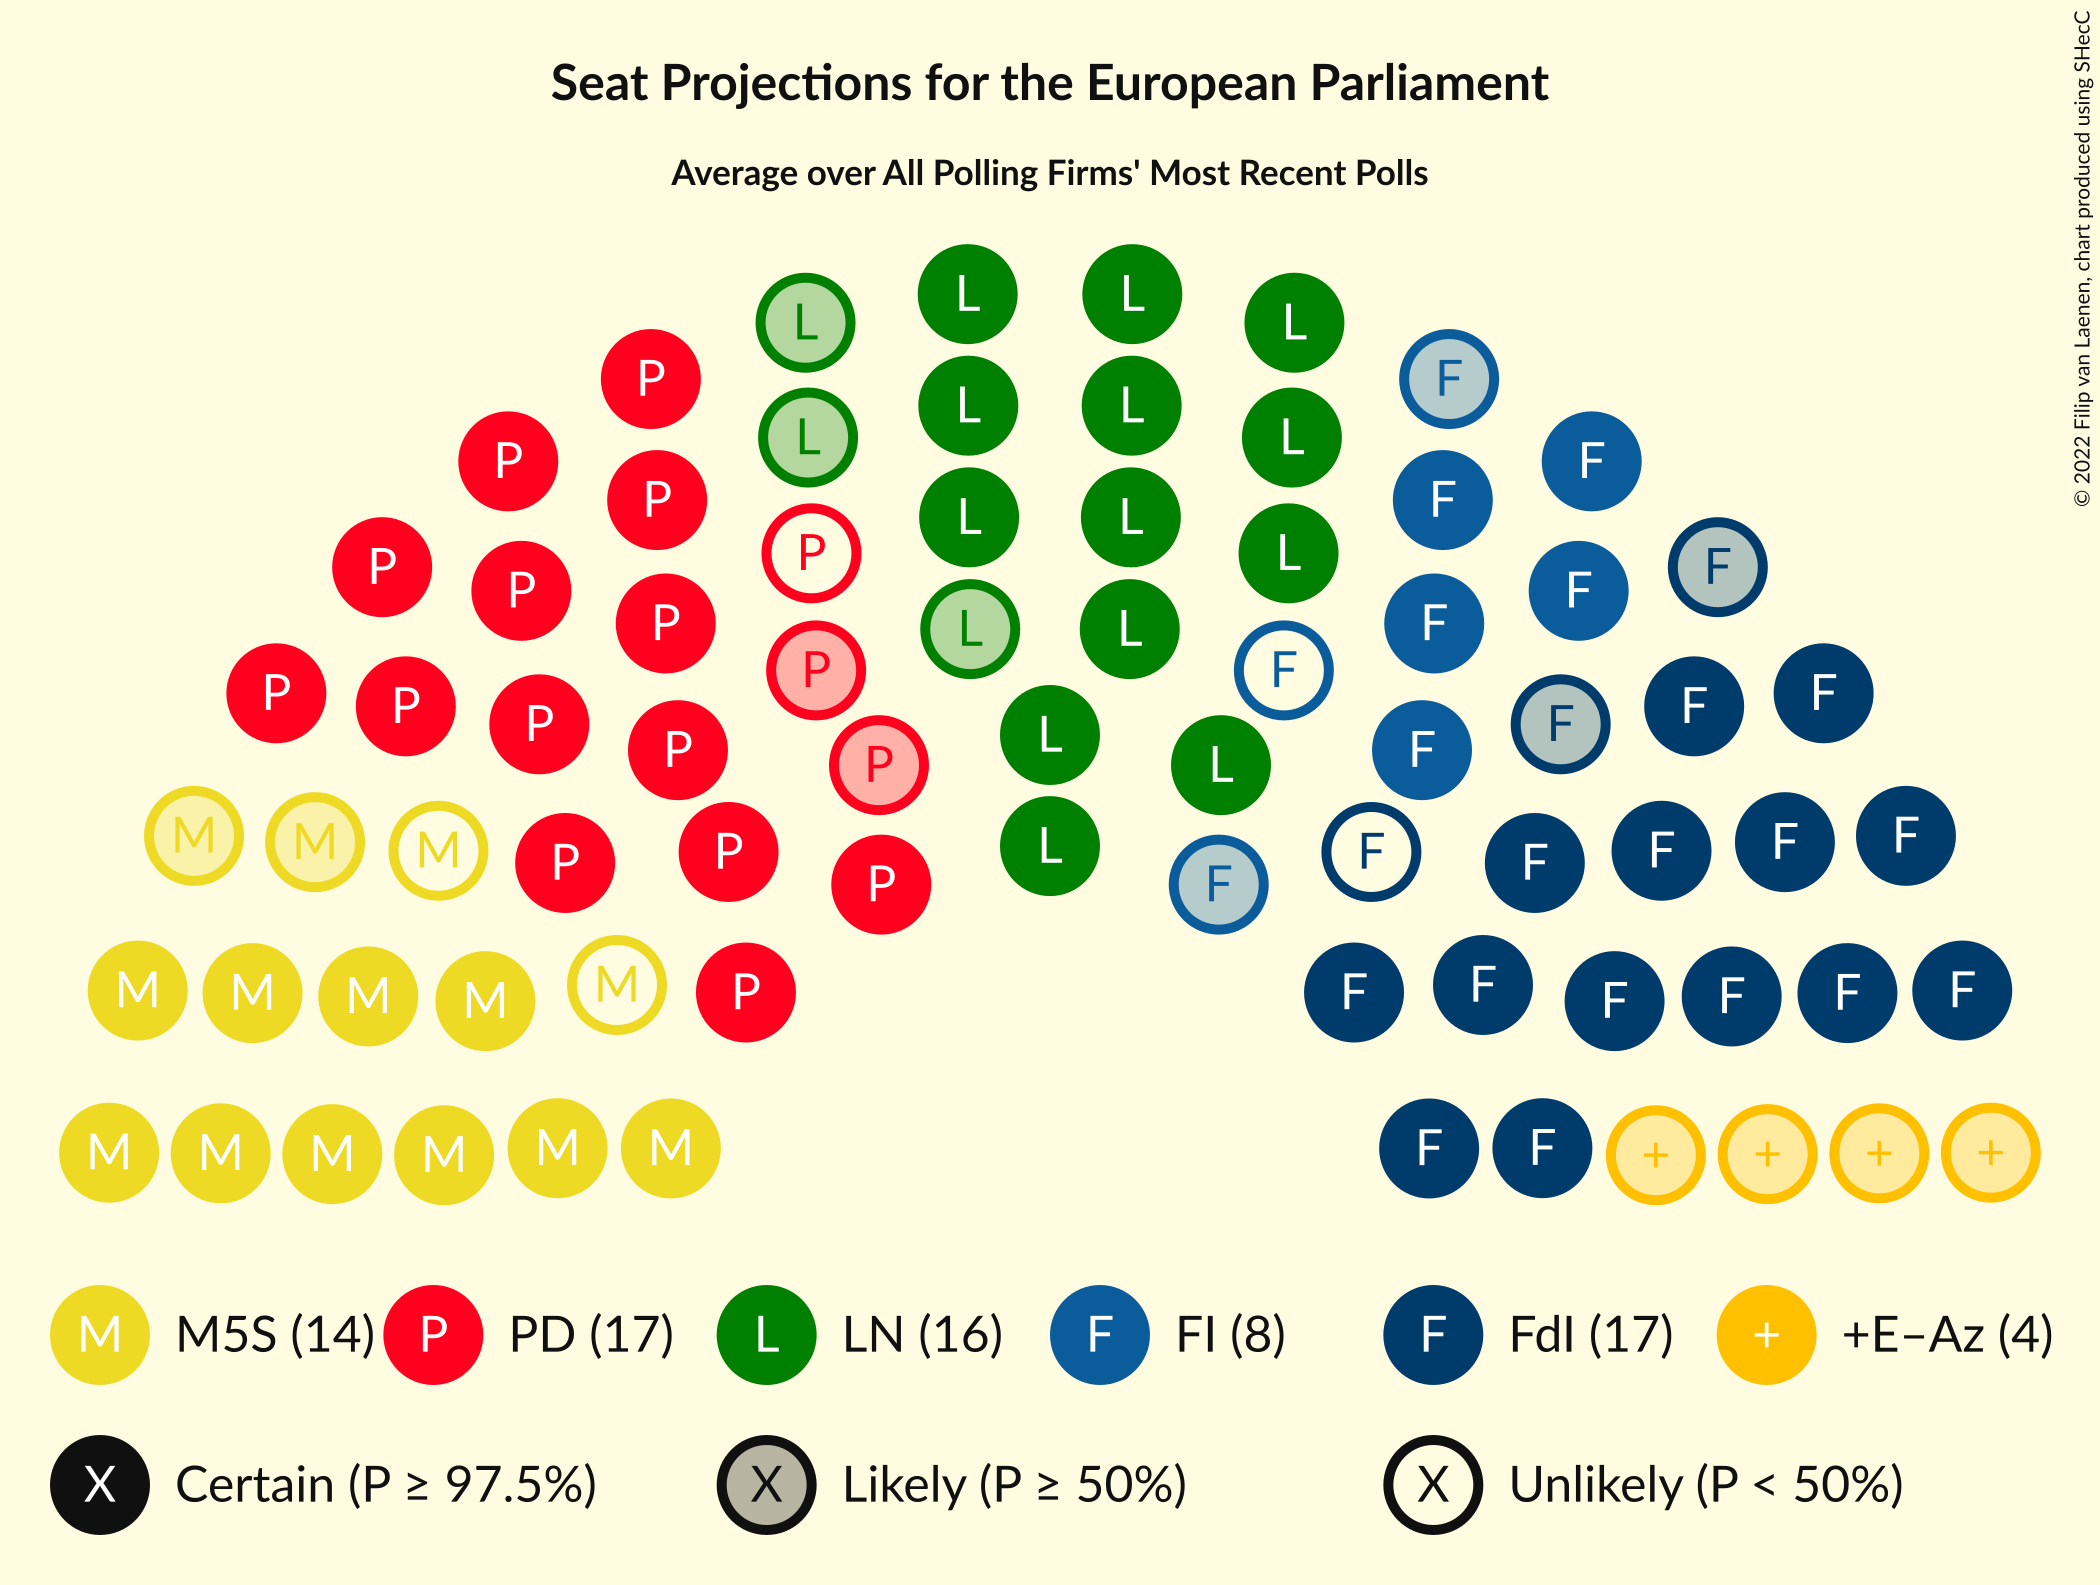 Seat Projections for the European Parliament
Average over All Polling Firms' Most Recent Polls
© 2022 Filip van Laenen, chart produced using SHecC
L L
L L
P F
L L
L L
P F
P F
L L
P L P F F
P F
P F
P L L F
P P F F
P P F F
P P F F
P L L
M M M P P L F F F F F
P F
M M M M M P P F F F F F F
M M M M M M F F + + + +
M M5S (14) P PD (17) L LN (16) F FI (8) F FdI (17) + +E–Az (4)
X Certain (P ≥ 97.5%) X Likely (P ≥ 50%) X Unlikely (P < 50%)